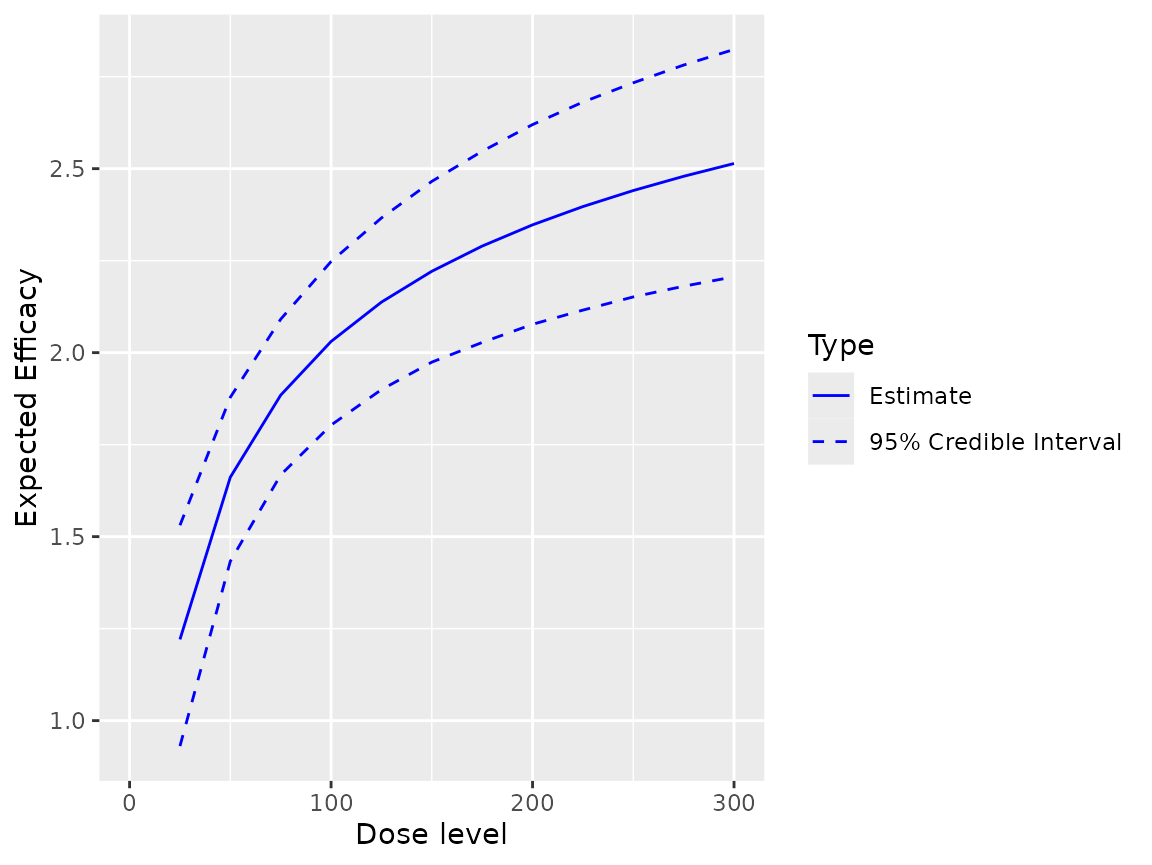 Expected Efficacy
2.5
2.0
1.5
1.0
0
100
200
300
Dose level
Type
Estimate
95% Credible Interval